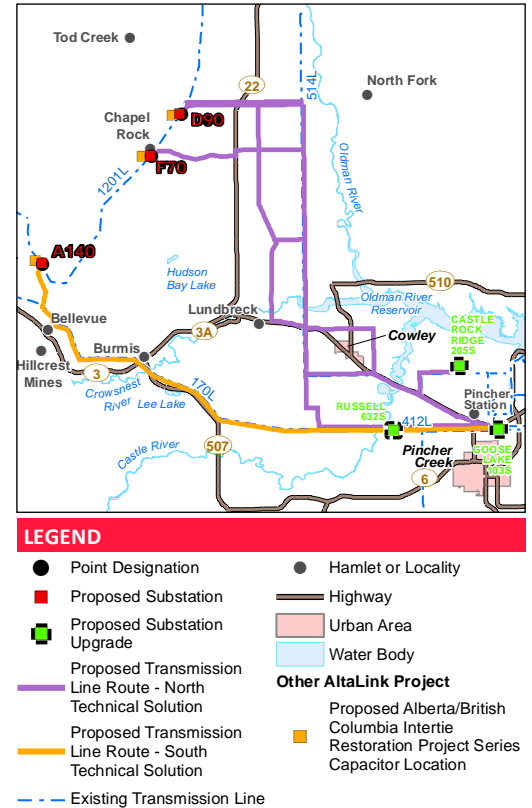 Tod Creek
22
514L
North Fork
D90
Chapel
Rock
F70
1201L
Oldman River
A140
Hudson
Bay Lake
510
Oldman River
Reservoir
Lundbreck
Bellevue
3A
Cowley
CASTLE
ROCK
RIDGE
205S
Burmis
Hillcrest
Mines
3
Crowsnest
River
Lee Lake
170L
Pincher
Station
RUSSELL
632S
412L
507
Castle River
Pincher
Creek
GOOSE
LAKE
103S
6
LEGEND
Point Designation
Proposed Substation
Proposed Substation
Upgrade
Proposed Transmission
Line Route - North
Technical Solution
Proposed Transmission
Line Route - South
Technical Solution
Existing Transmission Line
Hamlet or Locality
Highway
Urban Area
Water Body
Other AltaLink Project
Proposed Alberta/British
Columbia Intertie
Restoration Project Series
Capacitor Location